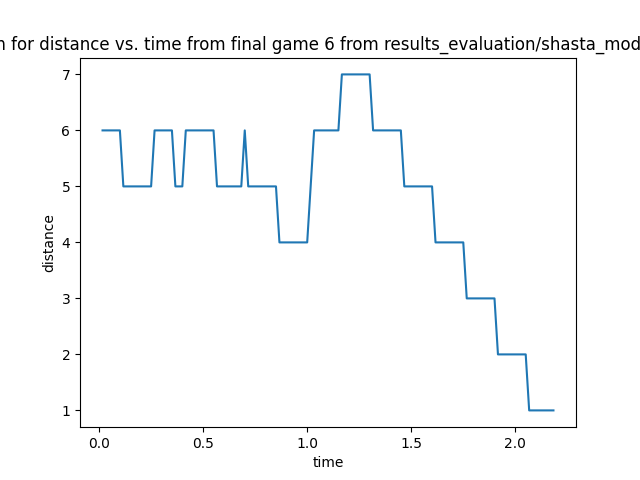 for distance vs. time from final game 6 from results_evaluation/shasta_mod
7
6
5
4
3
2
1
distance
0.0 0.5 1.0 1.5 2.0
time